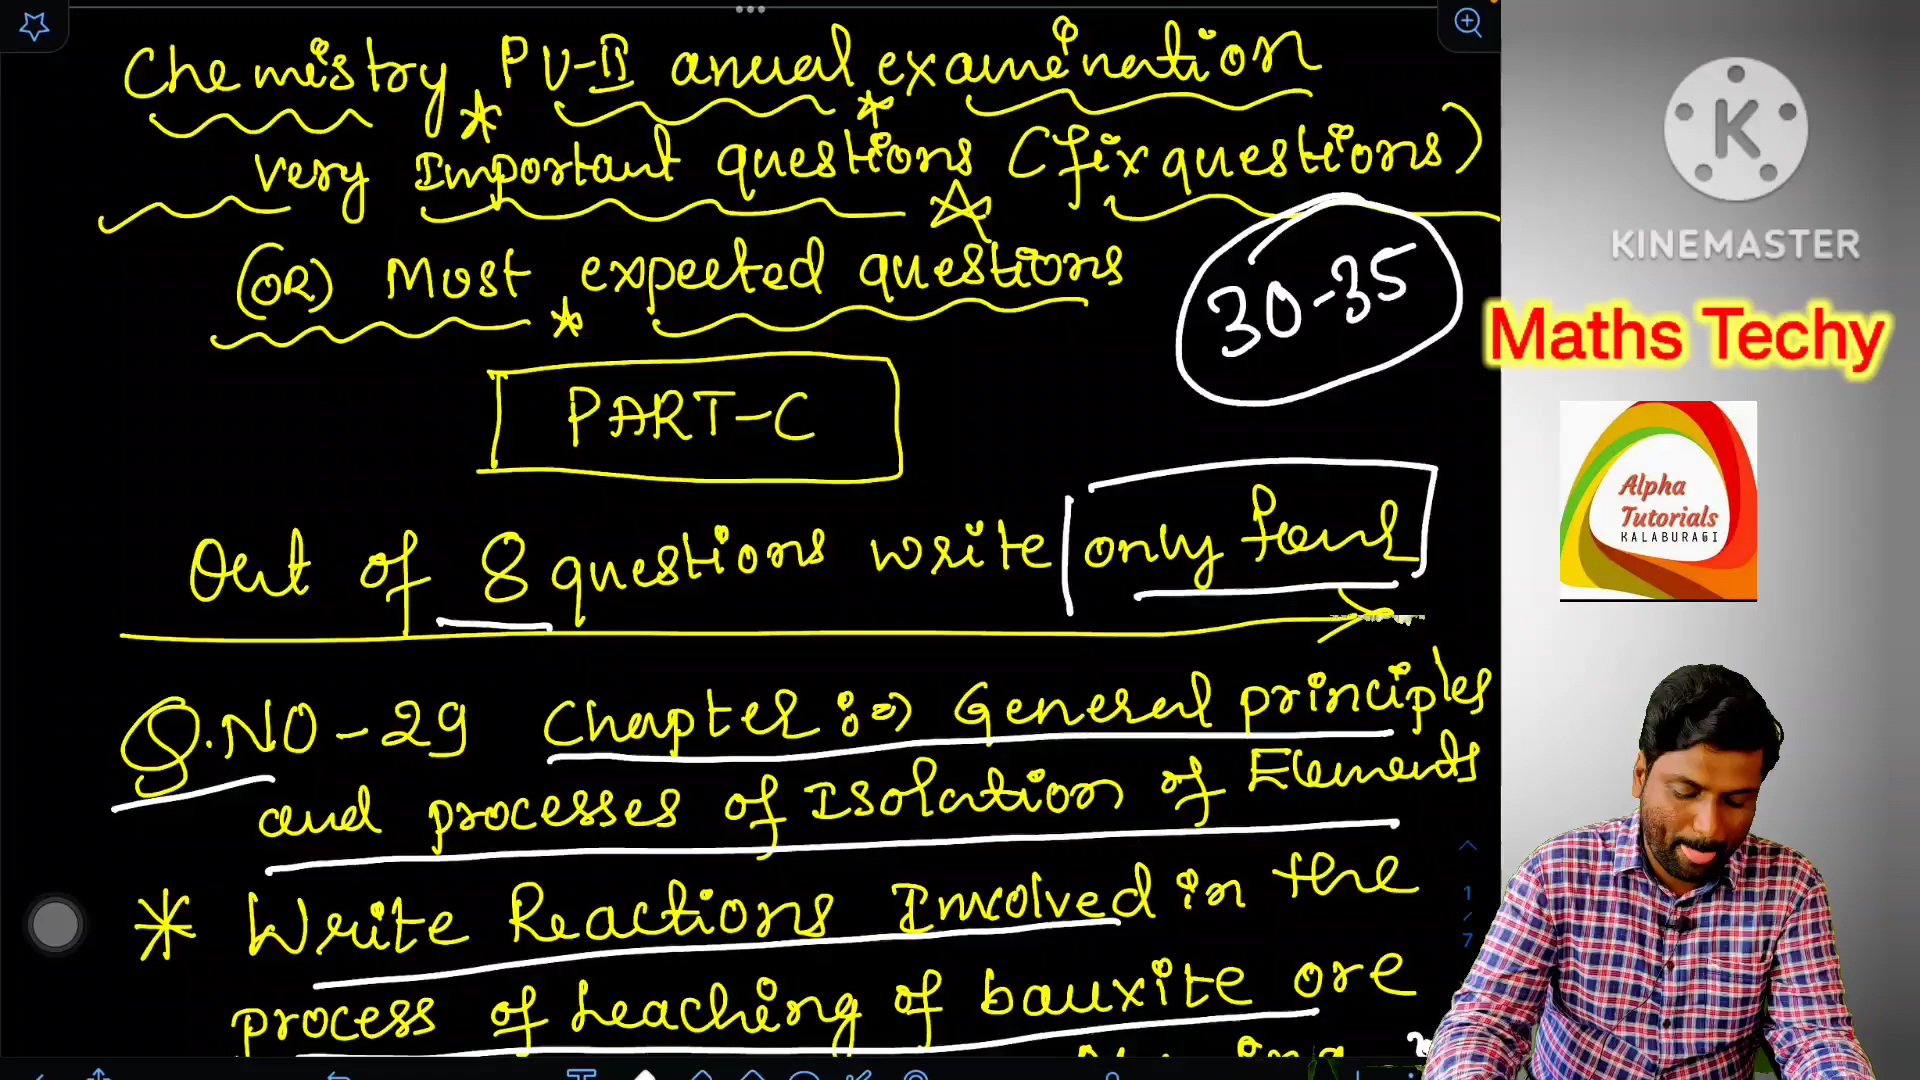 Chemistry PU-II anual examination
very Important questions (fix questions)
(OR) Most expected questions
30-35
PART-C
Out of 8 questions write only four
Q.NO-29 Chapter :=> General principles
and processes of Isolation of Elements
* Write Reactions Involved in the
process of Leaching of bauxite ore
K
KINEMASTER
Maths Techy
Alpha
Tutorials
KALABURAGI
1
/
7